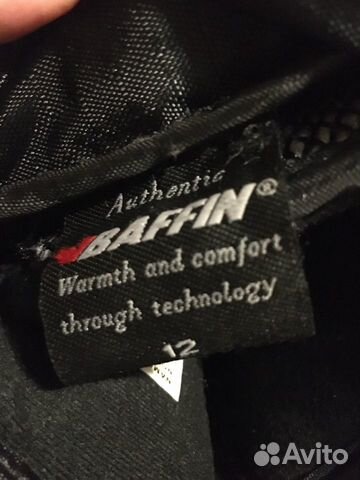 Authentic
BAFFIN®
Warmth and comfort
through technology
12
Avito